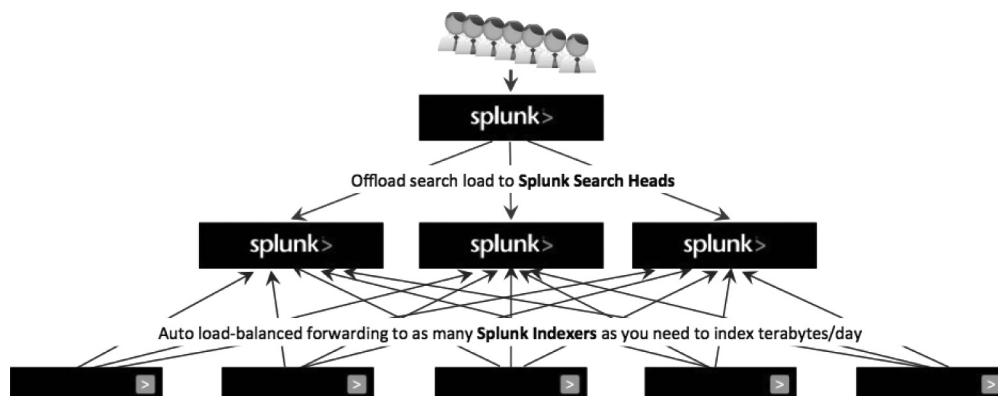 splunk>
Offload search load to Splunk Search Heads
splunk> splunk> splunk>
Auto load-balanced forwarding to as many Splunk Indexers as you need to index terabytes/day
> > > > >